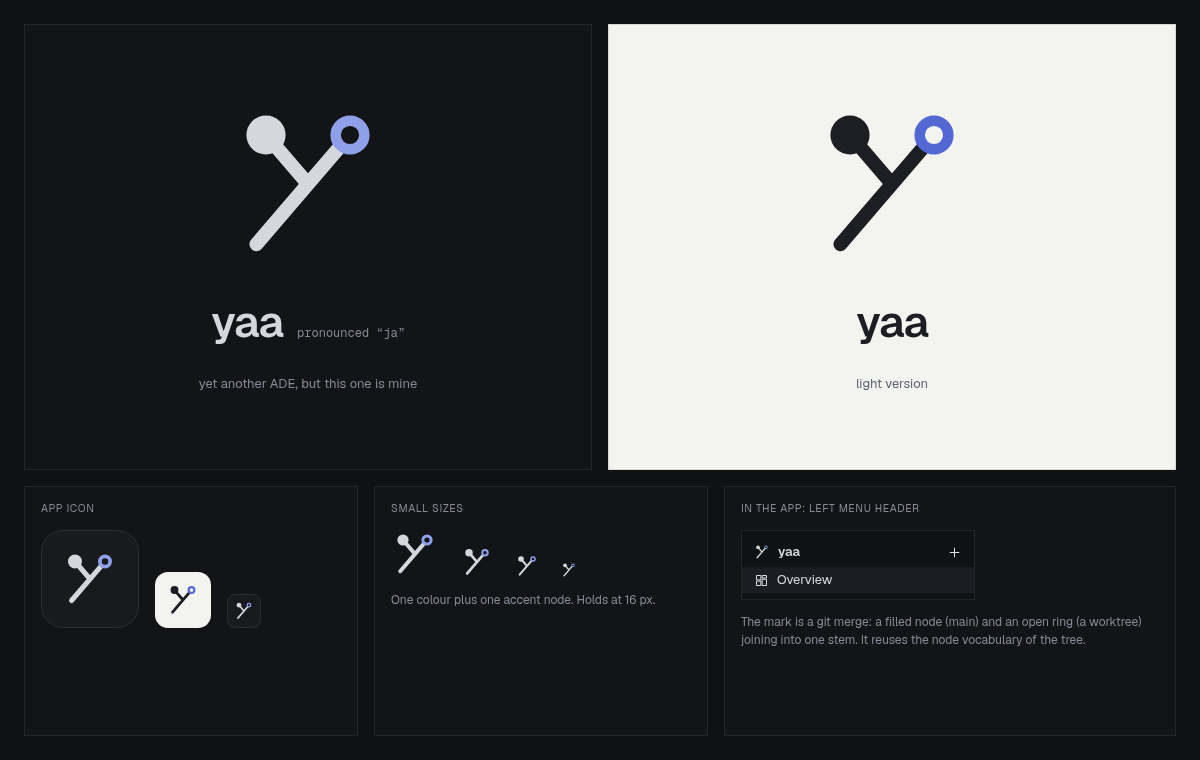 yaa pronounced “ja”
yet another ADE, but this one is mine
yaa
light version
APP ICON
SMALL SIZES
One colour plus one accent node. Holds at 16 px.
IN THE APP: LEFT MENU HEADER
yaa
Overview
The mark is a git merge: a filled node (main) and an open ring (a worktree)
joining into one stem. It reuses the node vocabulary of the tree.